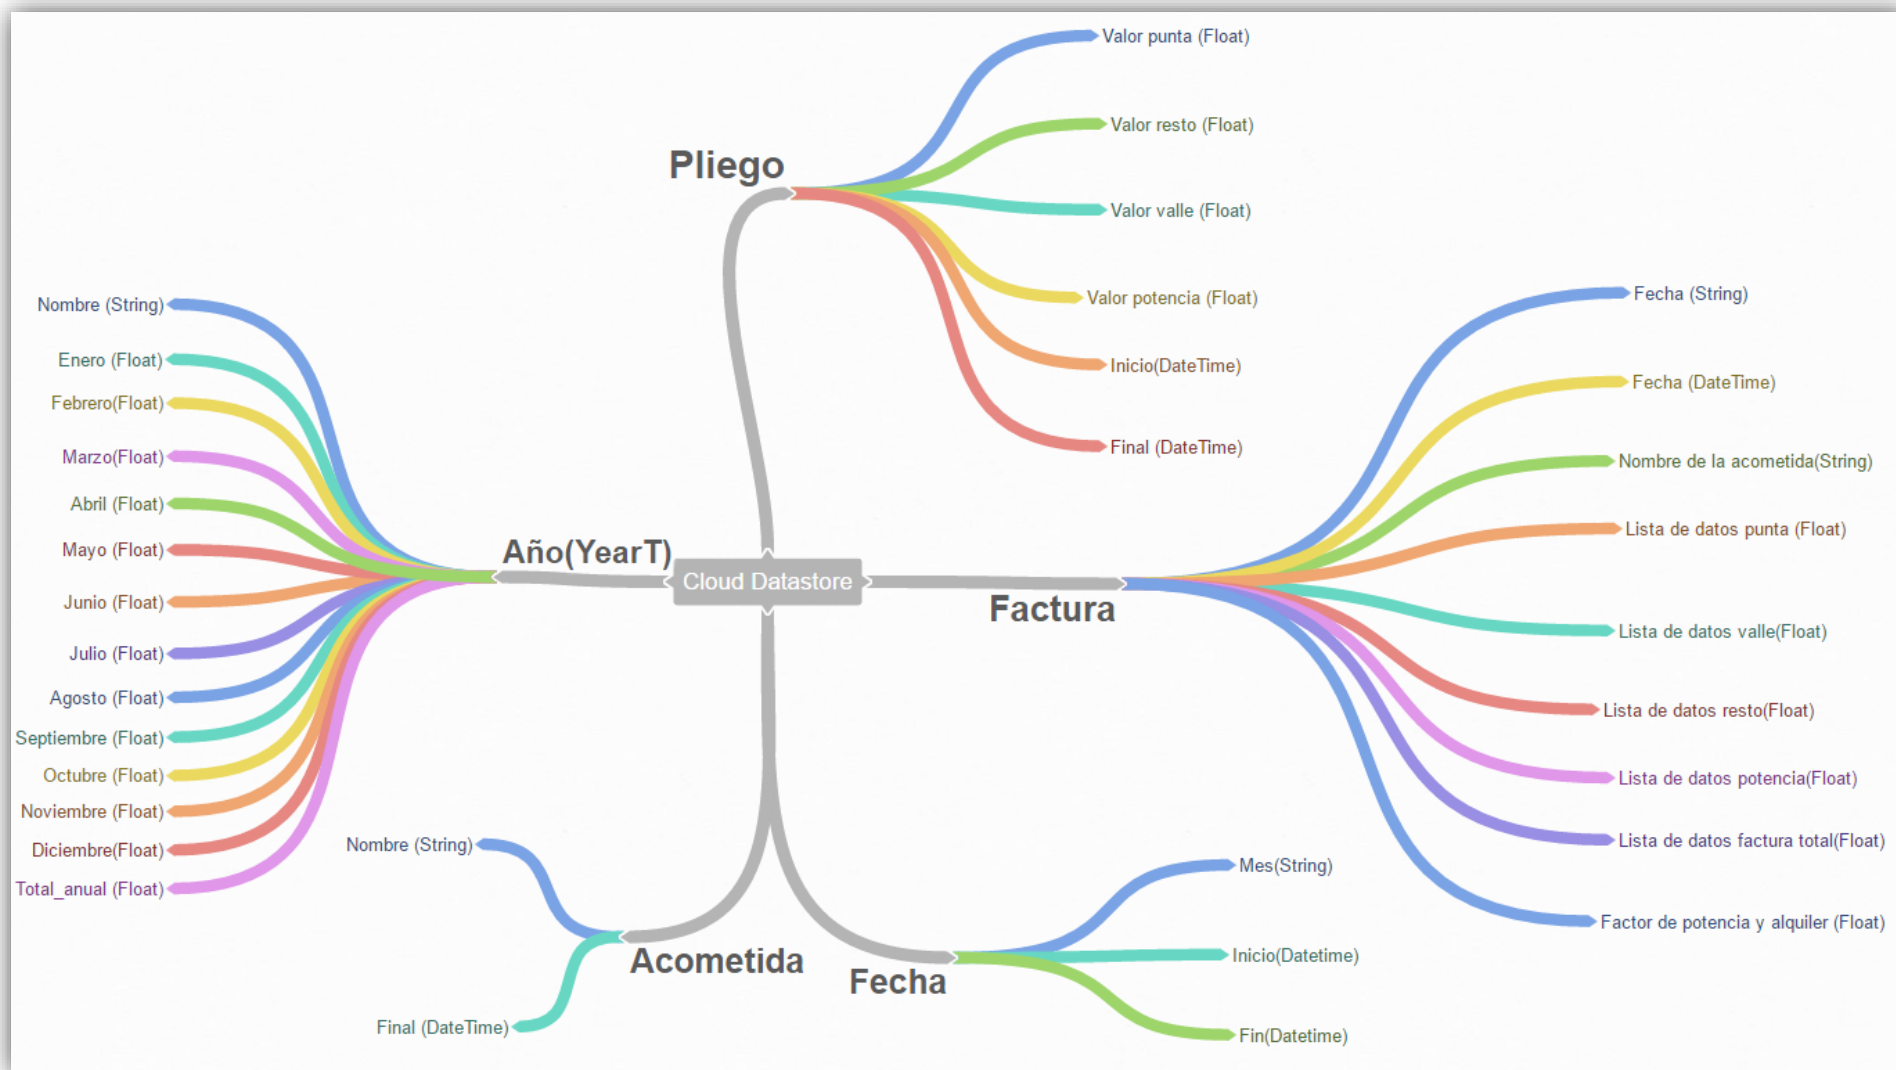 Pliego
Valor punta (Float)
Valor resto (Float)
Valor valle (Float)
Valor potencia (Float)
Inicio(DateTime)
Final (DateTime)
Año(YearT)
Nombre (String)
Enero (Float)
Febrero(Float)
Marzo(Float)
Abril (Float)
Mayo (Float)
Junio (Float)
Julio (Float)
Agosto (Float)
Septiembre (Float)
Octubre (Float)
Noviembre (Float)
Diciembre(Float)
Total_anual (Float)
Cloud Datastore
Factura
Fecha (String)
Fecha (DateTime)
Nombre de la acometida(String)
Lista de datos punta (Float)
Lista de datos valle(Float)
Lista de datos resto(Float)
Lista de datos potencia(Float)
Lista de datos factura total(Float)
Factor de potencia y alquiler (Float)
Acometida
Nombre (String)
Final (DateTime)
Fecha
Mes(String)
Inicio(Datetime)
Fin(Datetime)